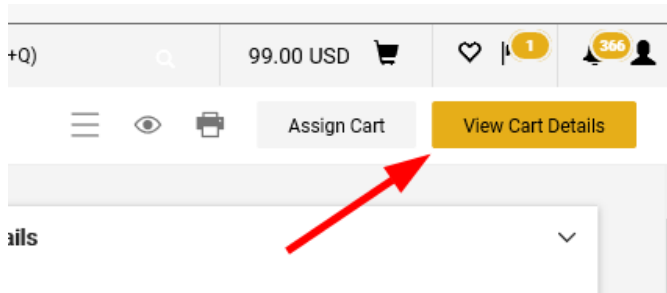 +Q)
99.00 USD
1
366
Assign Cart
View Cart Details
ails